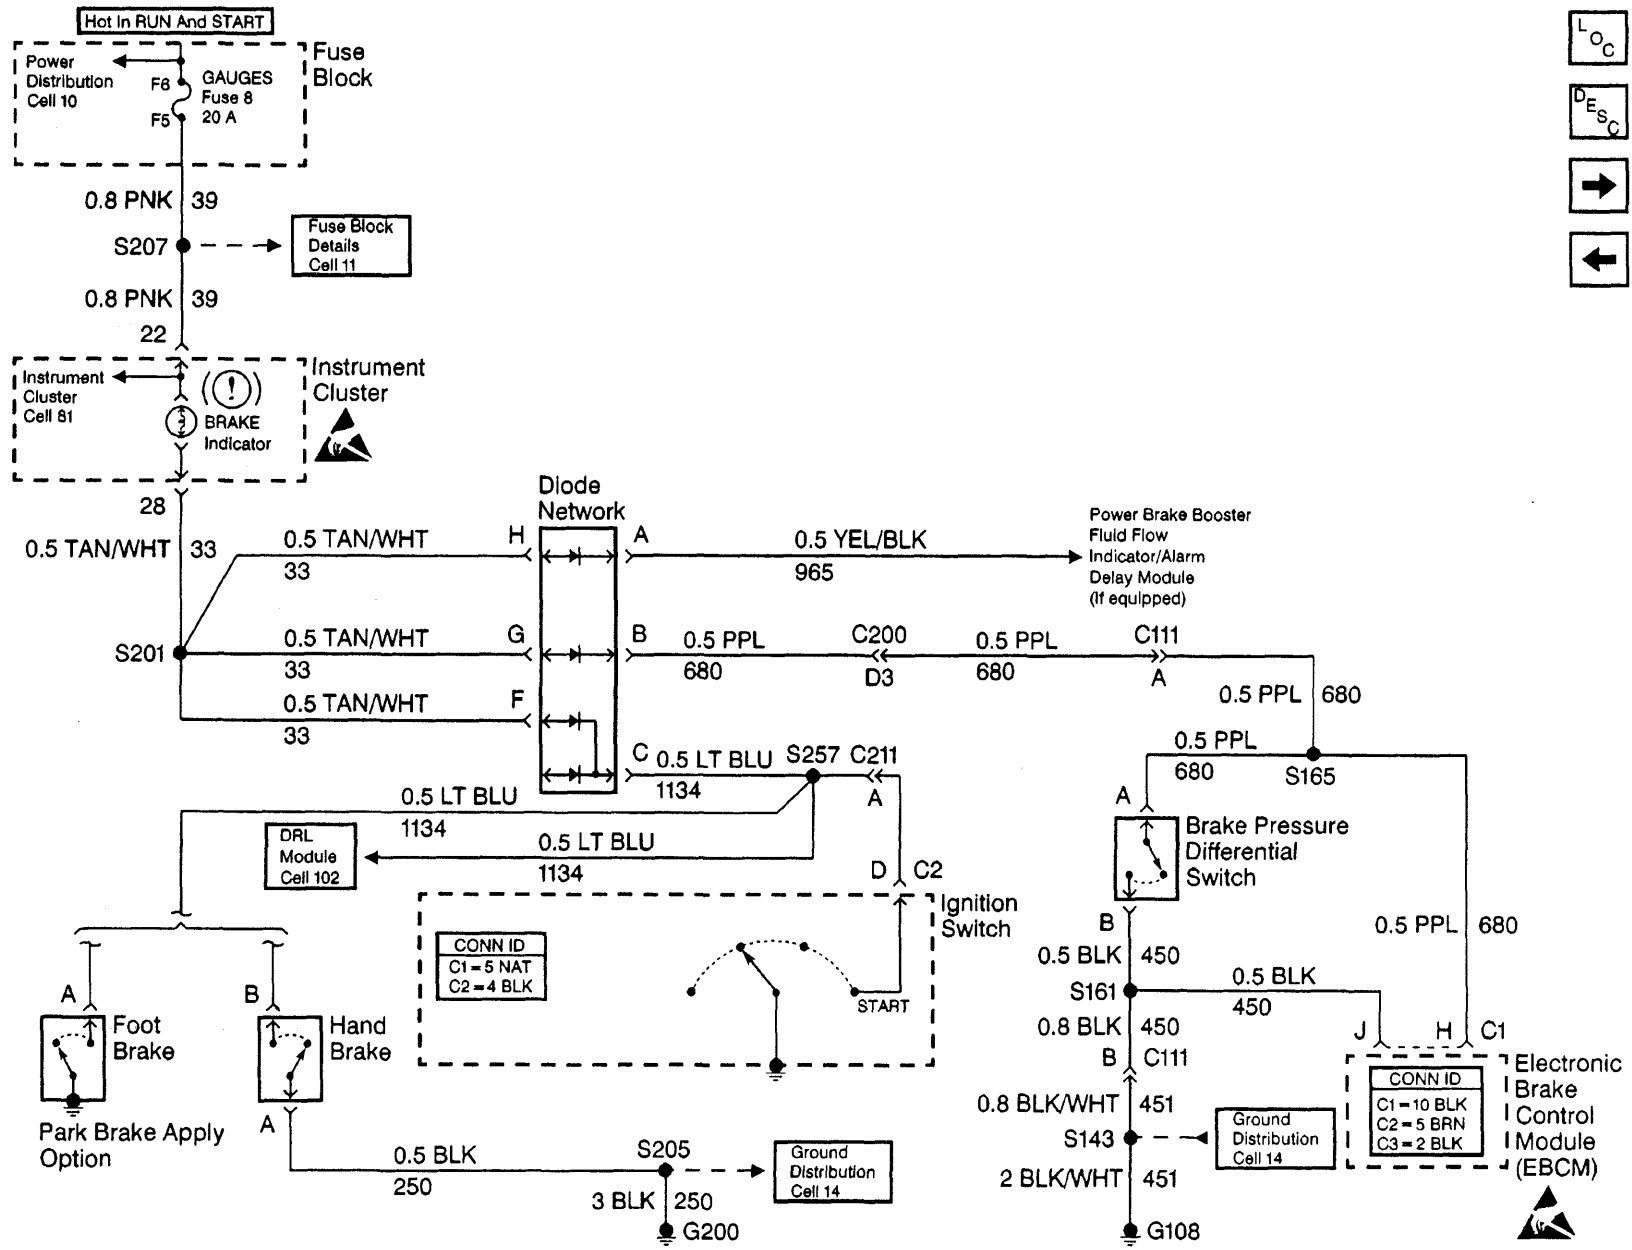 Hot In RUN And START
LOC
Fuse
Block
Power
Distribution
Cell 10
F6
GAUGES
Fuse 8
20 A
F5
DESC
0.8 PNK
39
S207
Fuse Block
Details
Cell 11
0.8 PNK
39
22
Instrument
Cluster
Instrument
Cluster
Cell 81
(!)
BRAKE
Indicator
28
0.5 TAN/WHT
33
Diode
Network
0.5 TAN/WHT
33
H
A
0.5 YEL/BLK
965
Power Brake Booster
Fluid Flow
Indicator/Alarm
Delay Module
(If equipped)
S201
0.5 TAN/WHT
33
G
B
0.5 PPL
680
C200
D3
0.5 PPL
680
C111
A
0.5 PPL
680
0.5 TAN/WHT
33
F
C
0.5 LT BLU
1134
S257
C211
A
0.5 PPL
680
S165
0.5 LT BLU
1134
DRL
Module
Cell 102
0.5 LT BLU
1134
D
C2
A
Brake Pressure
Differential
Switch
B
Ignition
Switch
CONN ID
C1=5 NAT
C2=4 BLK
START
0.5 PPL
680
0.5 BLK
450
S161
0.5 BLK
450
0.8 BLK
450
B
C111
J
H
C1
A
Foot
Brake
B
Hand
Brake
A
Park Brake Apply
Option
Electronic
Brake
Control
Module
(EBCM)
CONN ID
C1=10 BLK
C2=5 BRN
C3=2 BLK
0.8 BLK/WHT
451
S143
Ground
Distribution
Cell 14
2 BLK/WHT
451
G108
0.5 BLK
250
S205
Ground
Distribution
Cell 14
3 BLK
250
G200